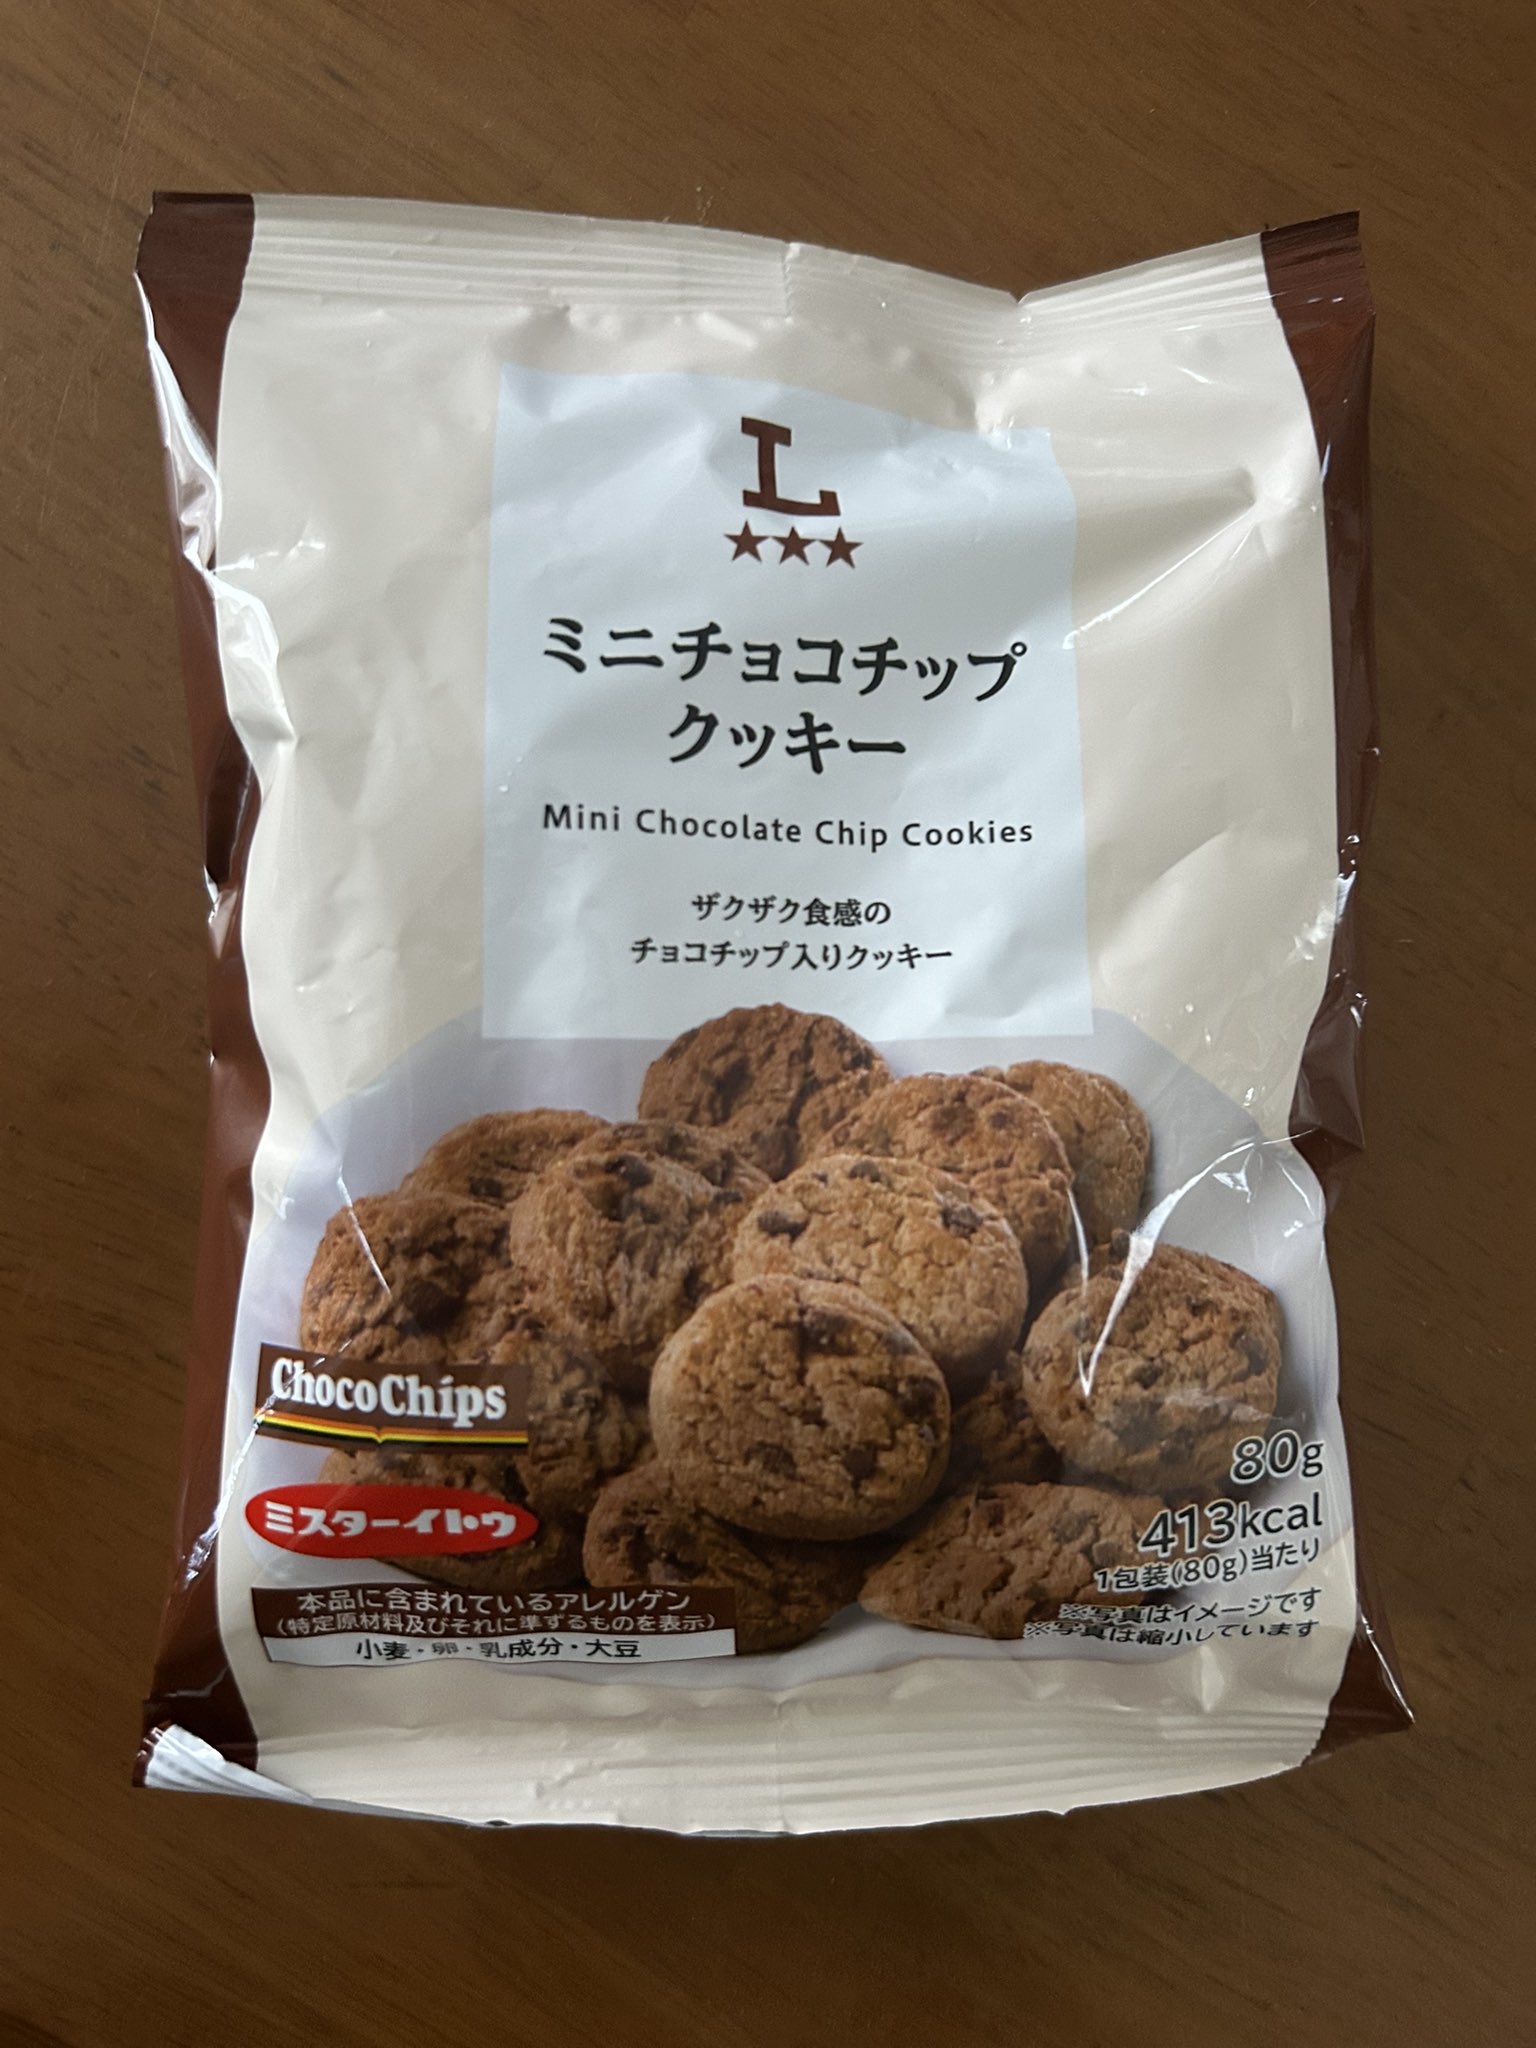 L
★★★
ミニチョコチップ
クッキー
Mini Chocolate Chip Cookies
ザクザク食感の
チョコチップ入りクッキー
ChocoChips
ミスターイトウ
本品に含まれているアレルゲン
(特定原材料及びそれに準ずるものを表示)
小麦・卵・乳成分・大豆
80g
413kcal
1包装(80g)当たり
※写真はイメージです
※写真は縮小しています